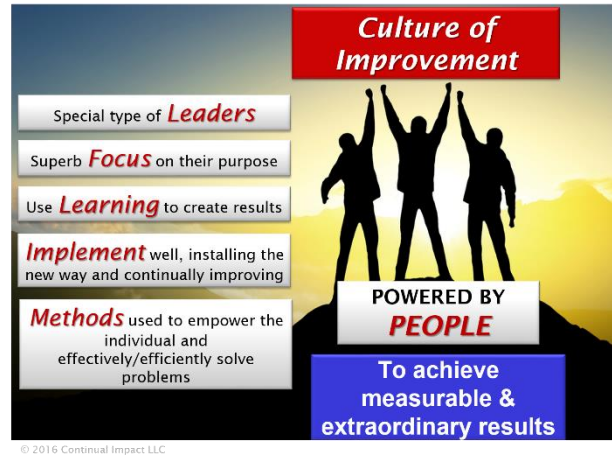 Culture of
Improvement
Special type of Leaders
Superb Focus on their purpose
Use Learning to create results
Implement well, installing the
new way and continually improving
Methods used to empower the
individual and
effectively/efficiently solve
problems
POWERED BY
PEOPLE
To achieve
measurable &
extraordinary results
© 2016 Continual Impact LLC